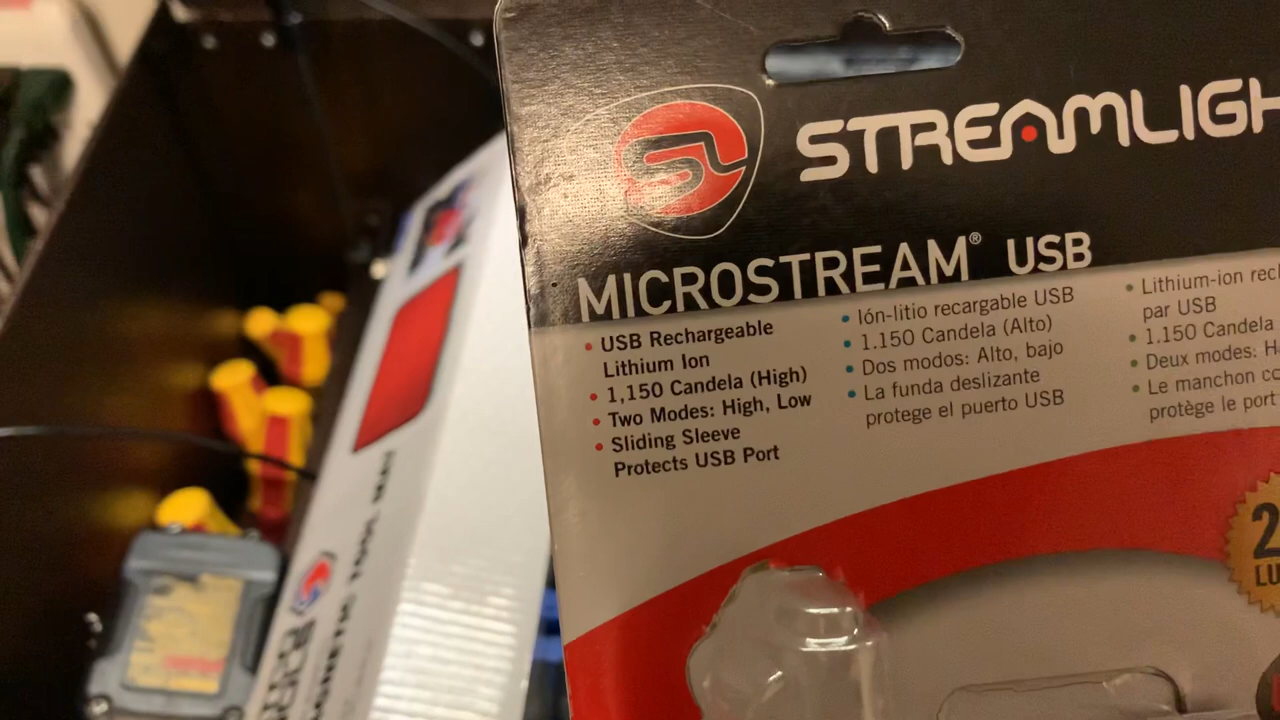 STREAMLIGH
MICROSTREAM® USB
• USB Rechargeable
Lithium Ion
• 1,150 Candela (High)
• Two Modes: High, Low
• Sliding Sleeve
Protects USB Port
• Ión-litio recargable USB
• 1.150 Candela (Alto)
• Dos modos: Alto, bajo
• La funda deslizante
protege el puerto USB
• Lithium-ion rec
par USB
• 1.150 Candela
• Deux modes: H
• Le manchon co
protège le port
2
LU